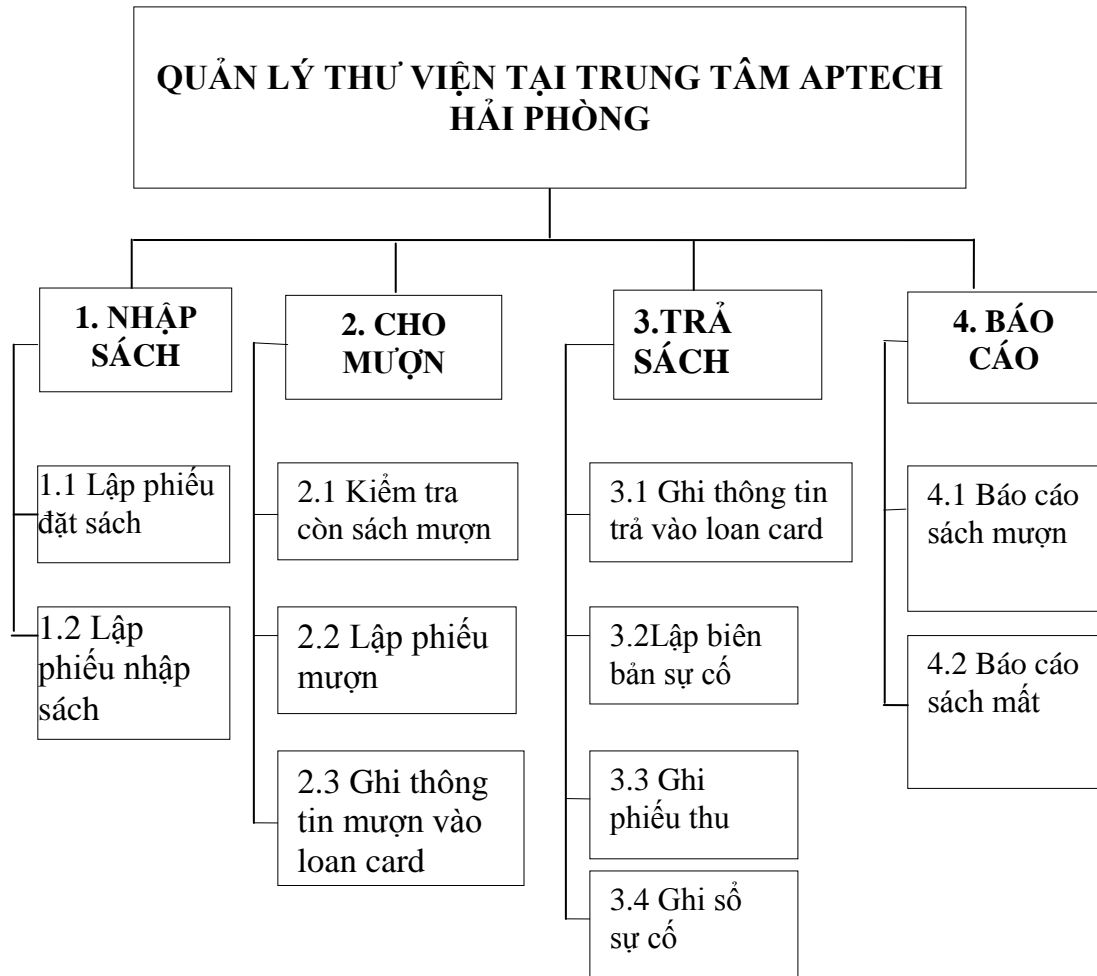 QUẢN LÝ THƯ VIỆN TẠI TRUNG TÂM APTECH
HẢI PHÒNG
1. NHẬP
SÁCH
1.1 Lập phiếu
đặt sách
1.2 Lập
phiếu nhập
sách
2. CHO
MƯỢN
2.1 Kiểm tra
còn sách mượn
2.2 Lập phiếu
mượn
2.3 Ghi thông
tin mượn vào
loan card
3.TRẢ
SÁCH
3.1 Ghi thông tin
trả vào loan card
3.2Lập biên
bản sự cố
3.3 Ghi
phiếu thu
3.4 Ghi sổ
sự cố
4. BÁO
CÁO
4.1 Báo cáo
sách mượn
4.2 Báo cáo
sách mất